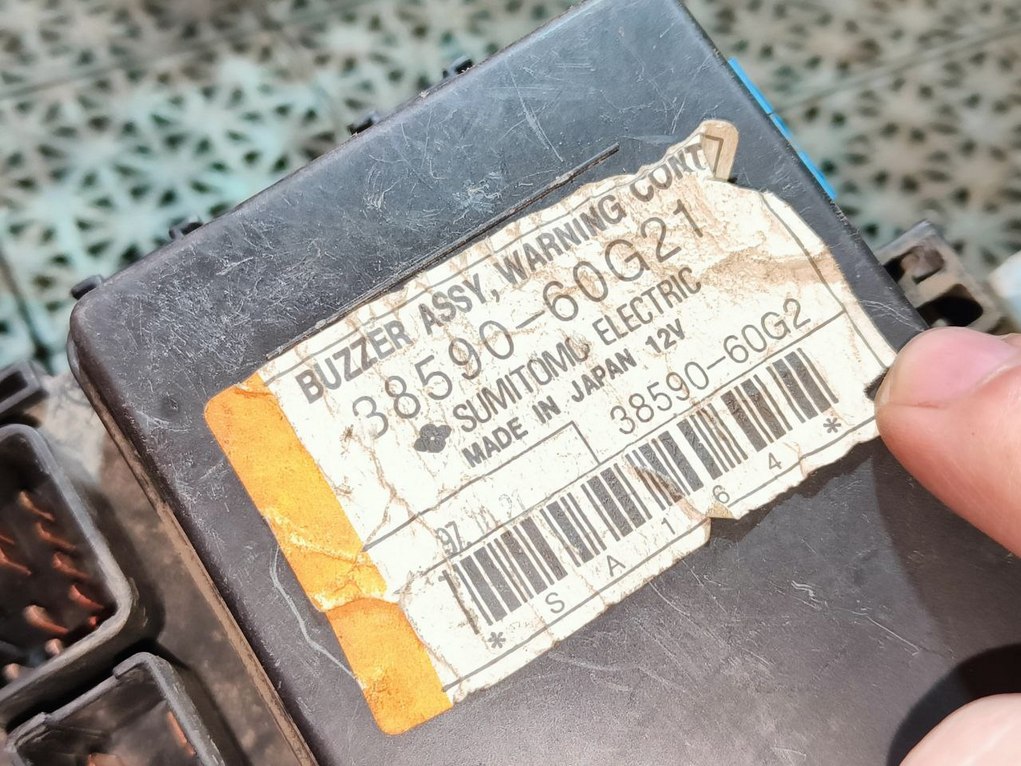 BUZZER ASSY, WARNING CONT
38590-60G21
SUMITOMO ELECTRIC
MADE IN JAPAN 12V
38590-60G2
97
* S A 1 6 4 *